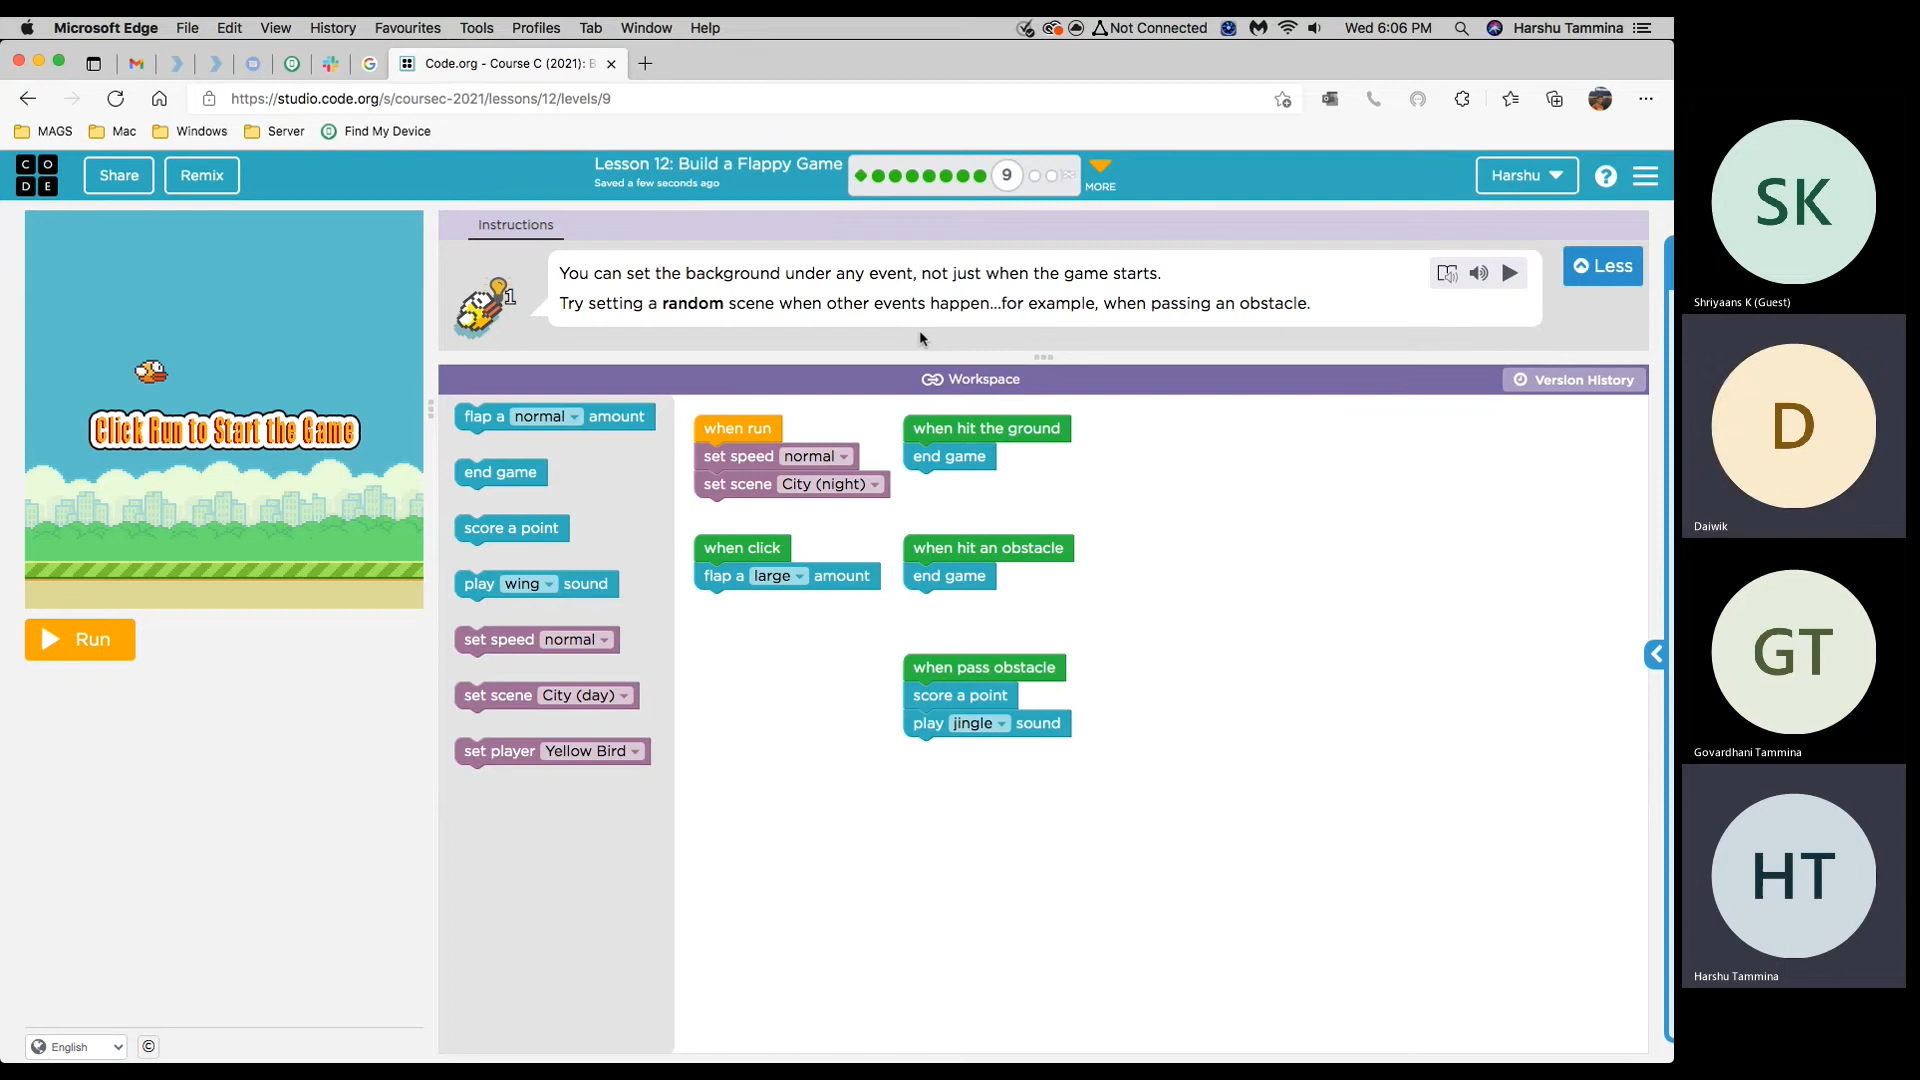 Microsoft Edge File Edit View History Favourites Tools Profiles Tab Window Help Not Connected Wed 6:06 PM Harshu Tammina
Code.org - Course C (2021): B
https://studio.code.org/s/coursec-2021/lessons/12/levels/9
MAGS Mac Windows Server Find My Device
C O D E
Share
Remix
Lesson 12: Build a Flappy Game
Saved a few seconds ago
9
MORE
Harshu
?
Instructions
1
You can set the background under any event, not just when the game starts.
Try setting a random scene when other events happen...for example, when passing an obstacle.
Less
Click Run to Start the Game
Run
Workspace
Version History
flap a normal amount
end game
score a point
play wing sound
set speed normal
set scene City (day)
set player Yellow Bird
when run
set speed normal
set scene City (night)
when click
flap a large amount
when hit the ground
end game
when hit an obstacle
end game
when pass obstacle
score a point
play jingle sound
English
©
SK
Shriyaans K (Guest)
D
Daiwik
GT
Govardhani Tammina
HT
Harshu Tammina